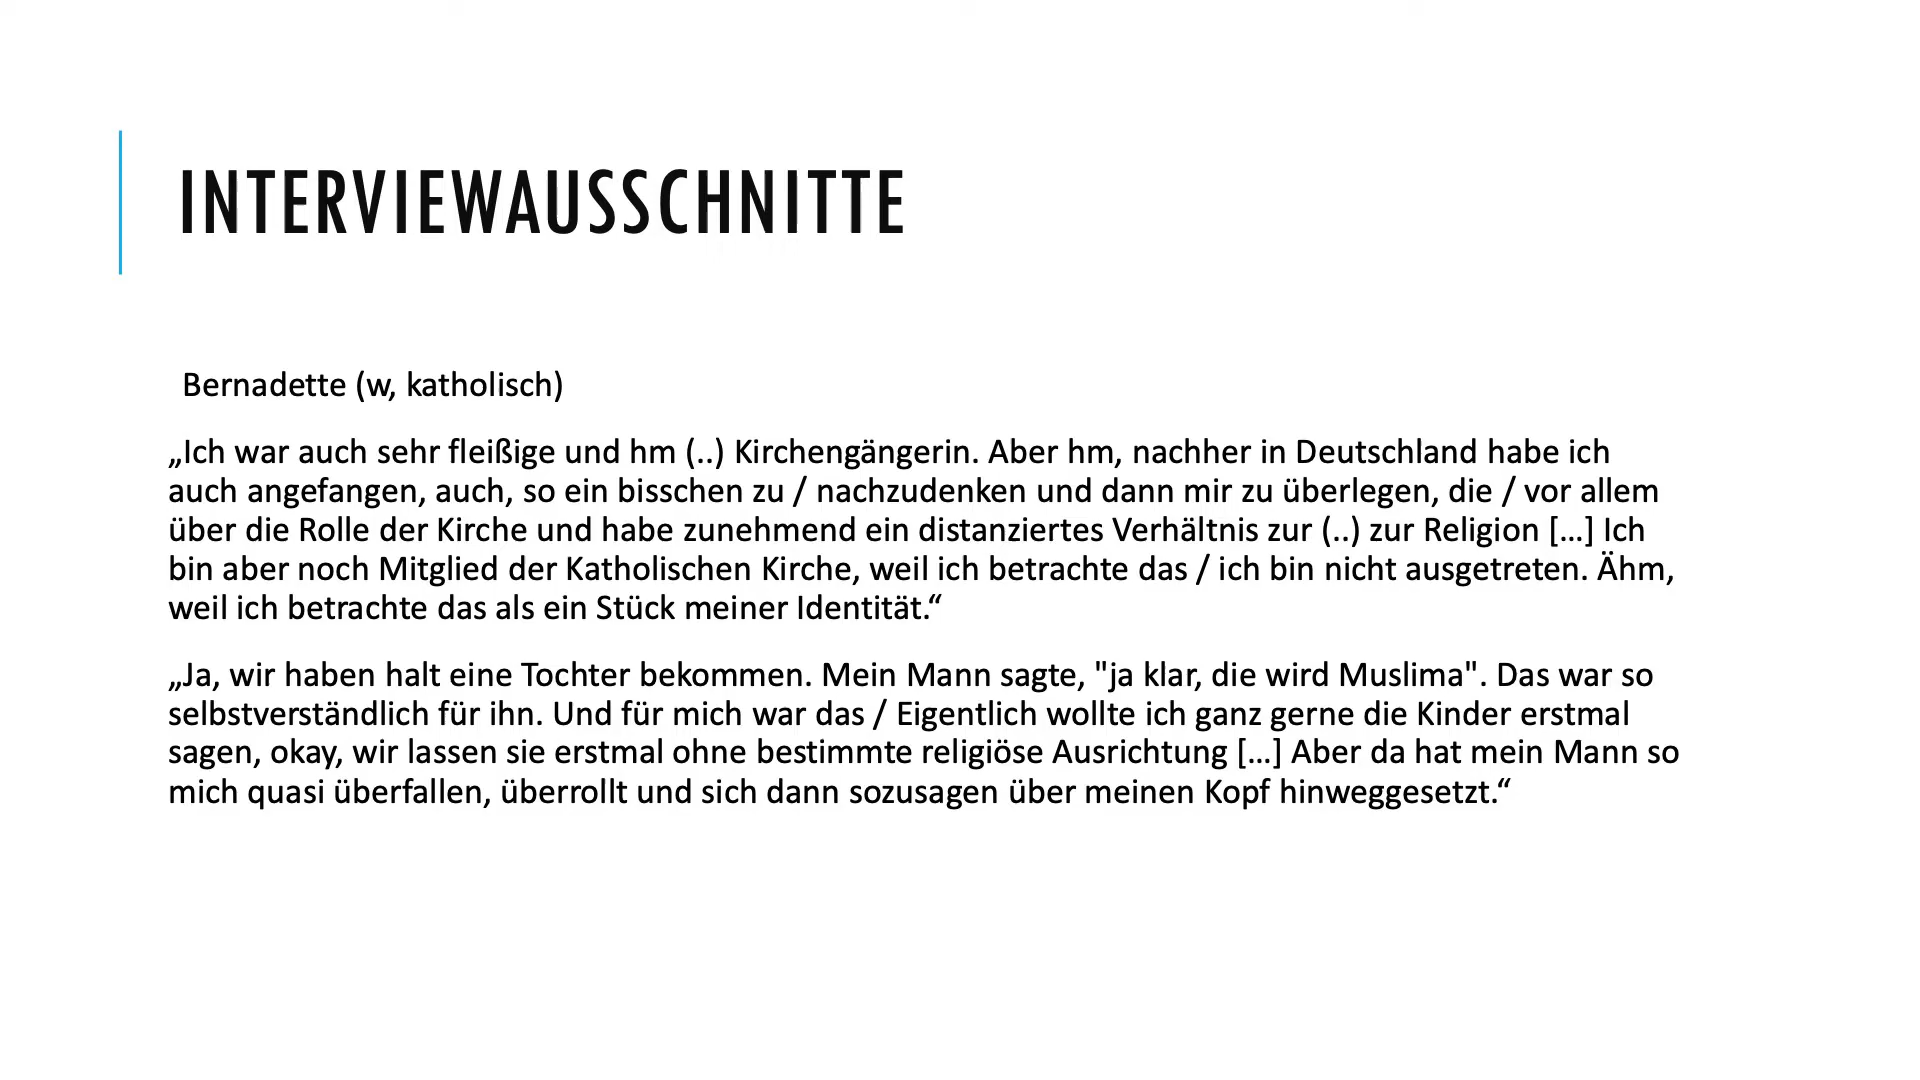 INTERVIEWAUSSCHNITTE
Bernadette (w, katholisch)
„Ich war auch sehr fleißige und hm (..) Kirchengängerin. Aber hm, nachher in Deutschland habe ich
auch angefangen, auch, so ein bisschen zu / nachzudenken und dann mir zu überlegen, die / vor allem
über die Rolle der Kirche und habe zunehmend ein distanziertes Verhältnis zur (..) zur Religion […] Ich
bin aber noch Mitglied der Katholischen Kirche, weil ich betrachte das / ich bin nicht ausgetreten. Ähm,
weil ich betrachte das als ein Stück meiner Identität.“
„Ja, wir haben halt eine Tochter bekommen. Mein Mann sagte, "ja klar, die wird Muslima". Das war so
selbstverständlich für ihn. Und für mich war das / Eigentlich wollte ich ganz gerne die Kinder erstmal
sagen, okay, wir lassen sie erstmal ohne bestimmte religiöse Ausrichtung […] Aber da hat mein Mann so
mich quasi überfallen, überrollt und sich dann sozusagen über meinen Kopf hinweggesetzt.“